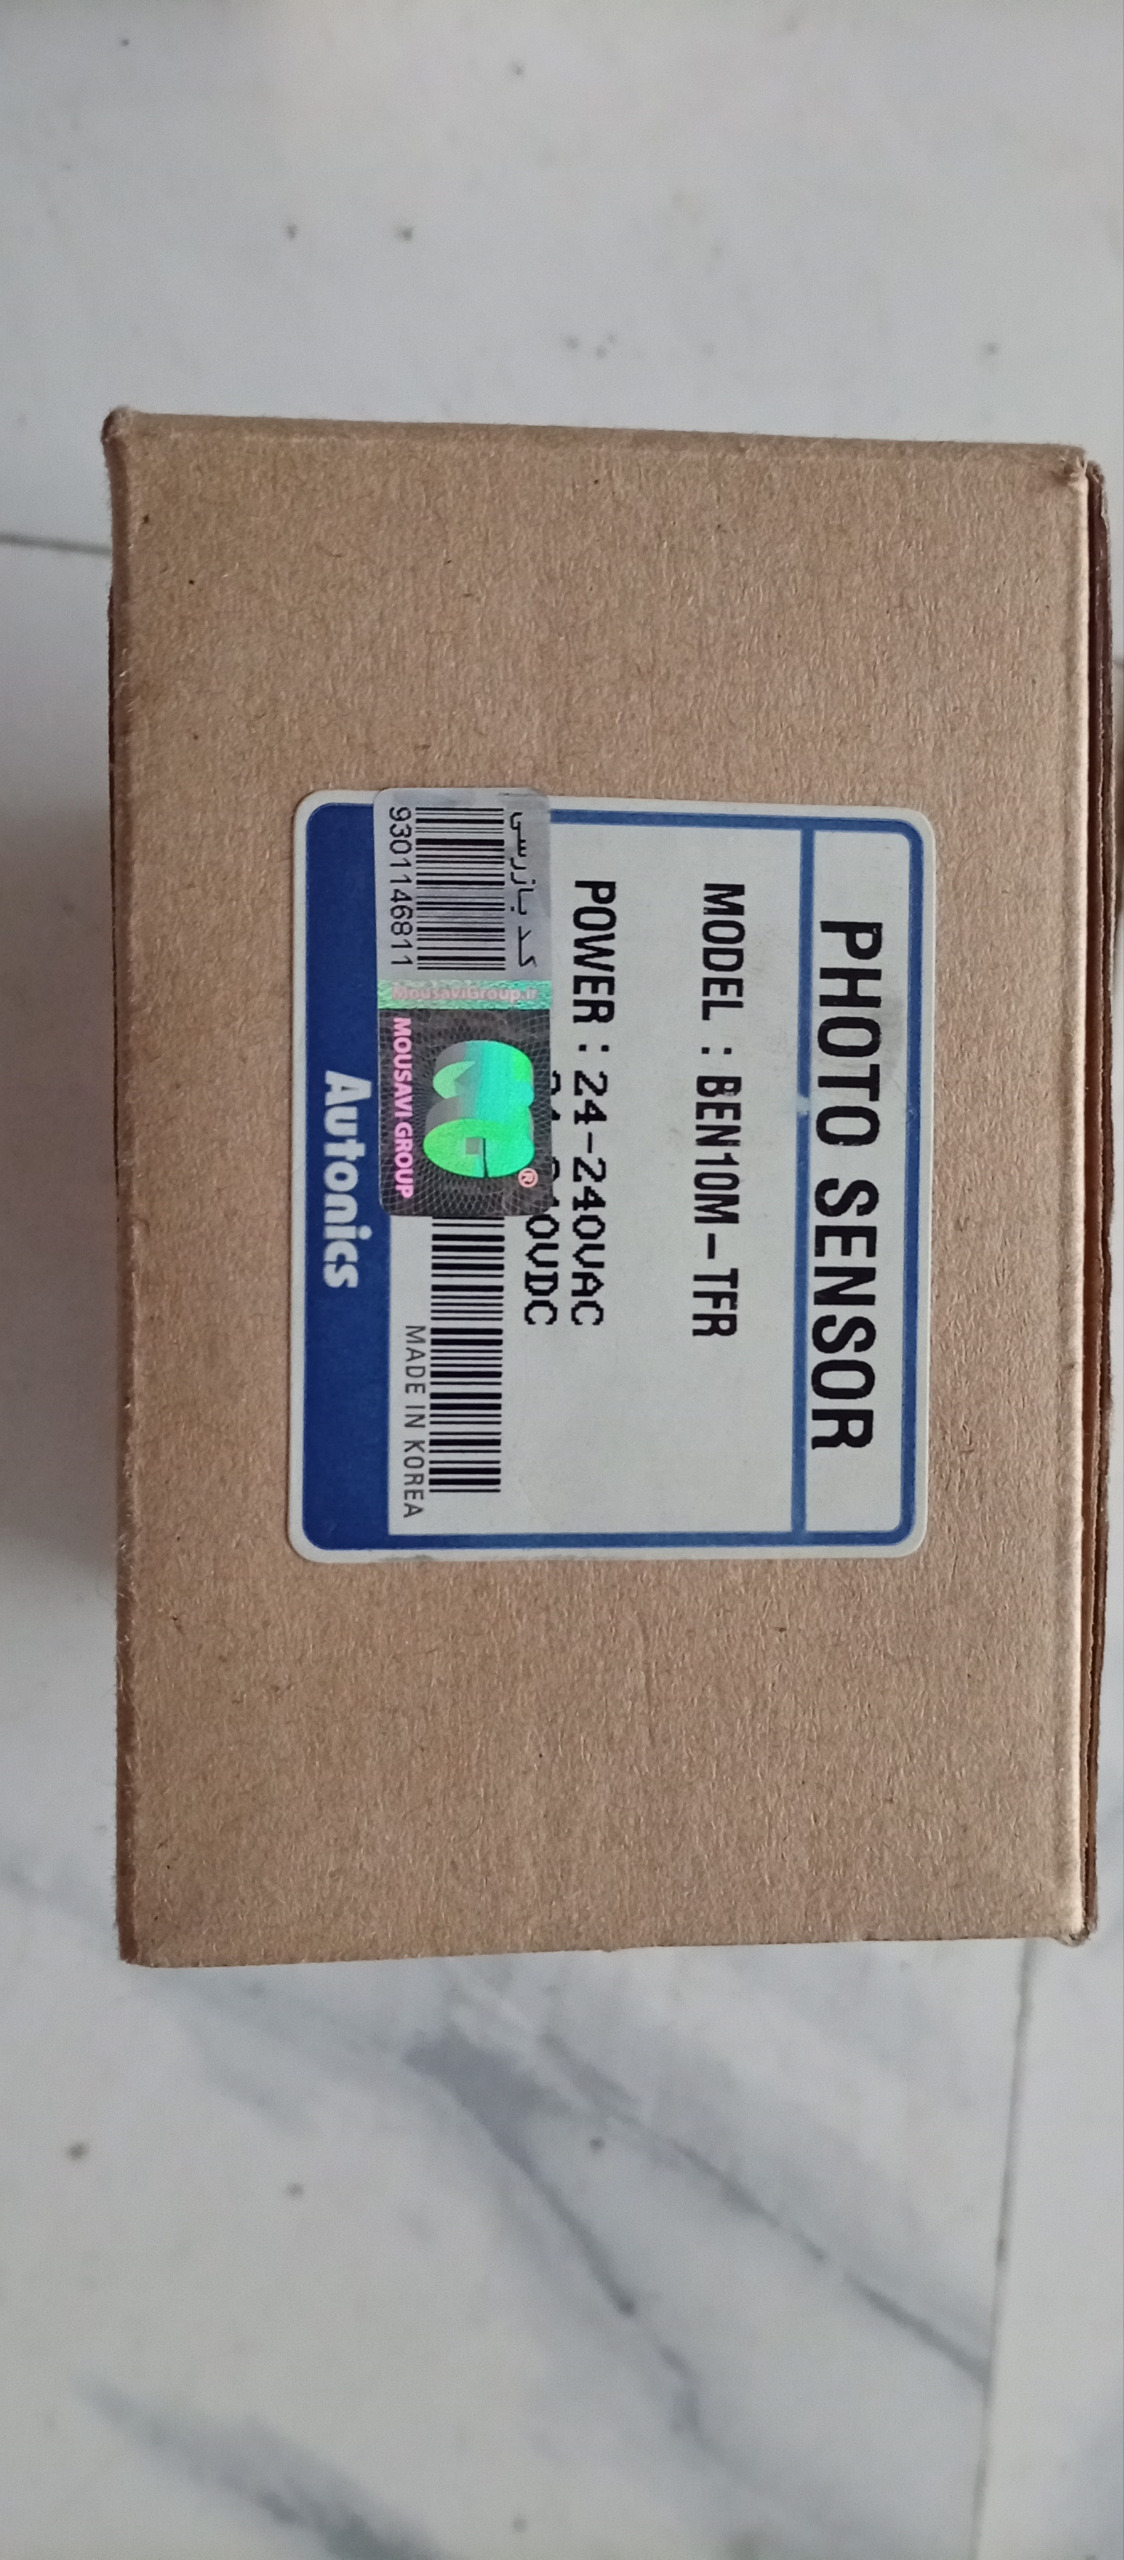 PHOTO SENSOR
MODEL : BEN10M-TFR
POWER : 24-240VAC
240VDC
کد بازرسی
9301146811
MousaviGroup.ir
MOUSAVI GROUP
®
MADE IN KOREA
Autonics